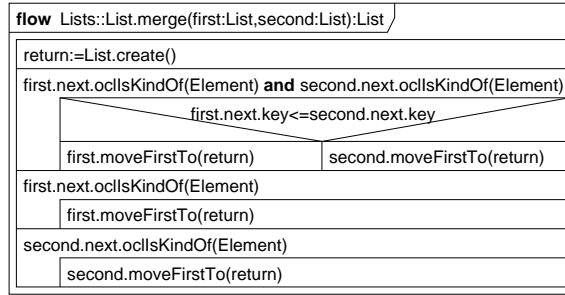 flow Lists::List.merge(first:List,second:List):List
return:=List.create()
first.next.oclIsKindOf(Element) and second.next.oclIsKindOf(Element)
first.next.key<=second.next.key
first.moveFirstTo(return) second.moveFirstTo(return)
first.next.oclIsKindOf(Element)
first.moveFirstTo(return)
second.next.oclIsKindOf(Element)
second.moveFirstTo(return)